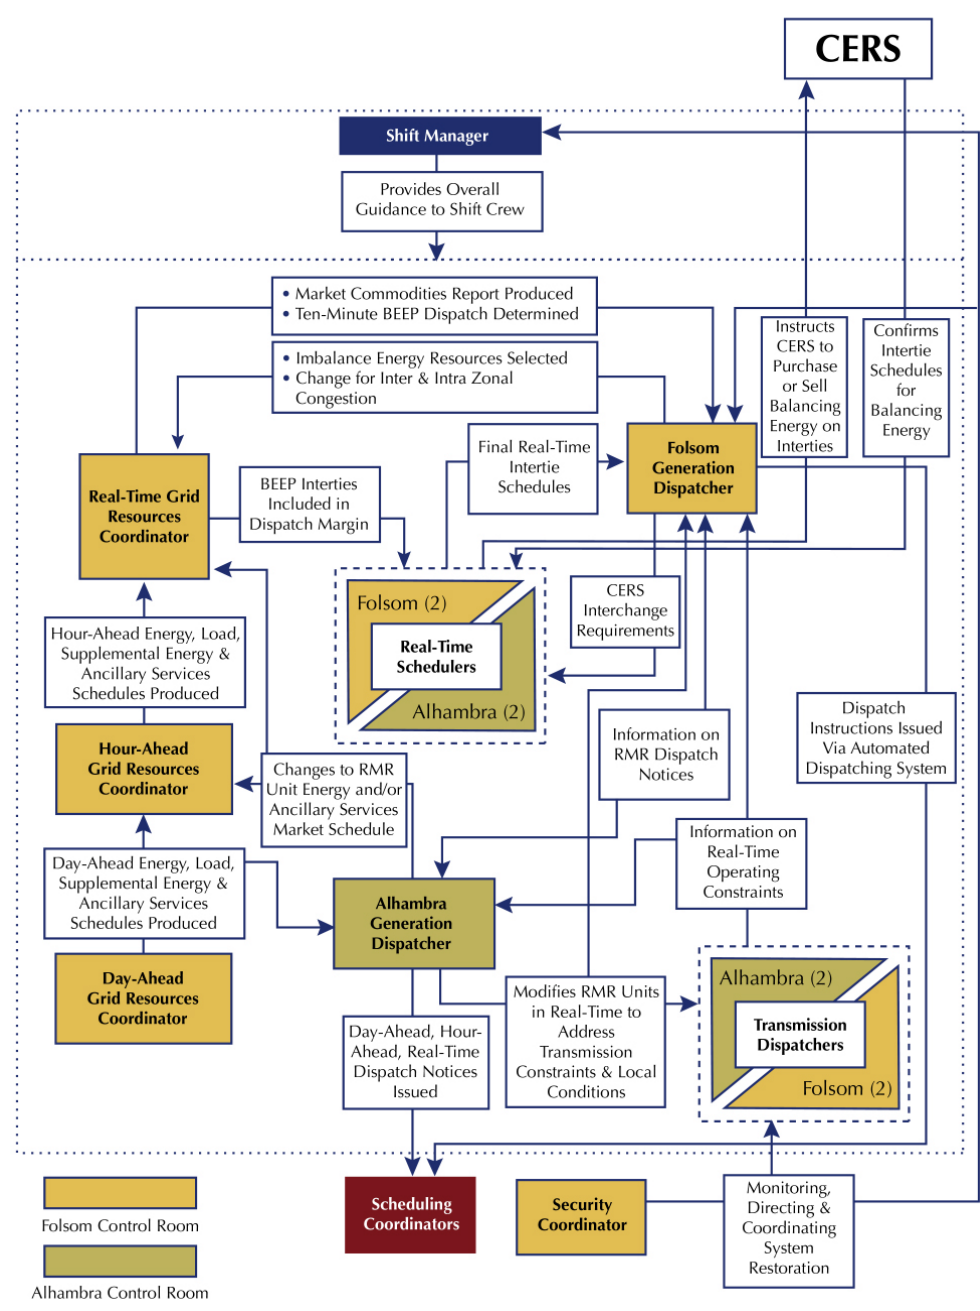 CERS
Shift Manager
Provides Overall
Guidance to Shift Crew
• Market Commodities Report Produced
• Ten-Minute BEEP Dispatch Determined
• Imbalance Energy Resources Selected
• Change for Inter & Intra Zonal
Congestion
Instructs
CERS to
Purchase
or Sell
Balancing
Energy on
Interties
Confirms
Intertie
Schedules
for
Balancing
Energy
Final Real-Time
Intertie
Schedules
Folsom
Generation
Dispatcher
Real-Time Grid
Resources
Coordinator
BEEP Interties
Included in
Dispatch Margin
CERS
Interchange
Requirements
Folsom (2)
Real-Time
Schedulers
Alhambra (2)
Hour-Ahead Energy, Load,
Supplemental Energy &
Ancillary Services
Schedules Produced
Information on
RMR Dispatch
Notices
Dispatch
Instructions Issued
Via Automated
Dispatching System
Hour-Ahead
Grid Resources
Coordinator
Changes to RMR
Unit Energy and/or
Ancillary Services
Market Schedule
Information on
Real-Time
Operating
Constraints
Day-Ahead Energy, Load,
Supplemental Energy &
Ancillary Services
Schedules Produced
Alhambra
Generation
Dispatcher
Day-Ahead
Grid Resources
Coordinator
Modifies RMR Units
in Real-Time to
Address
Transmission
Constraints & Local
Conditions
Alhambra (2)
Transmission
Dispatchers
Folsom (2)
Day-Ahead, Hour-
Ahead, Real-Time
Dispatch Notices
Issued
Scheduling
Coordinators
Security
Coordinator
Monitoring,
Directing &
Coordinating
System
Restoration
Folsom Control Room
Alhambra Control Room